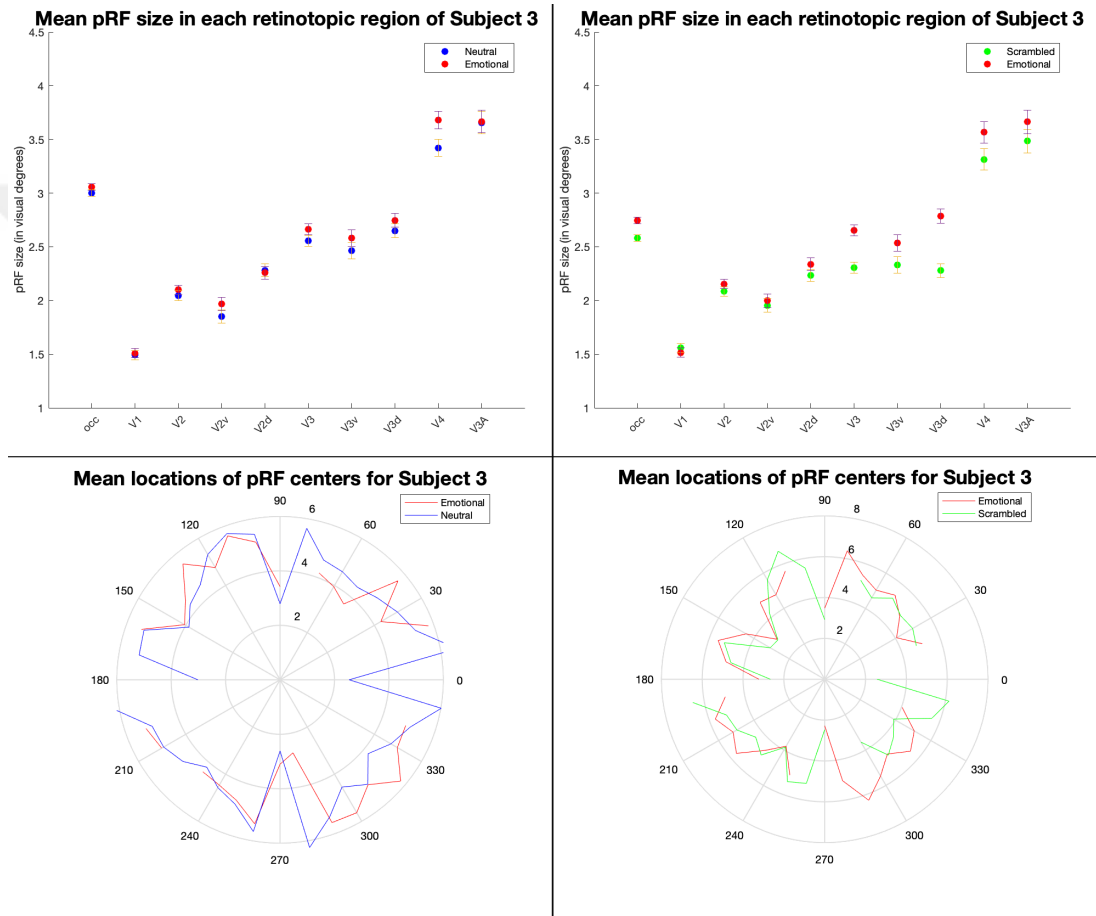 Mean pRF size in each retinotopic region of Subject 3
4.5
Neutral
Emotional
4
3.5
3
2.5
2
1.5
1
pRF size (in visual degrees)
occ
V1
V2
V2v
V2d
V3
V3v
V3d
V4
V3A
Mean pRF size in each retinotopic region of Subject 3
4.5
Scrambled
Emotional
4
3.5
3
2.5
2
1.5
1
pRF size (in visual degrees)
occ
V1
V2
V2v
V2d
V3
V3v
V3d
V4
V3A
Mean locations of pRF centers for Subject 3
Emotional
Neutral
90
6
120
60
4
150
30
2
180
0
210
330
240
300
270
Mean locations of pRF centers for Subject 3
Emotional
Scrambled
90
8
120
60
6
4
150
30
2
180
0
210
330
240
300
270